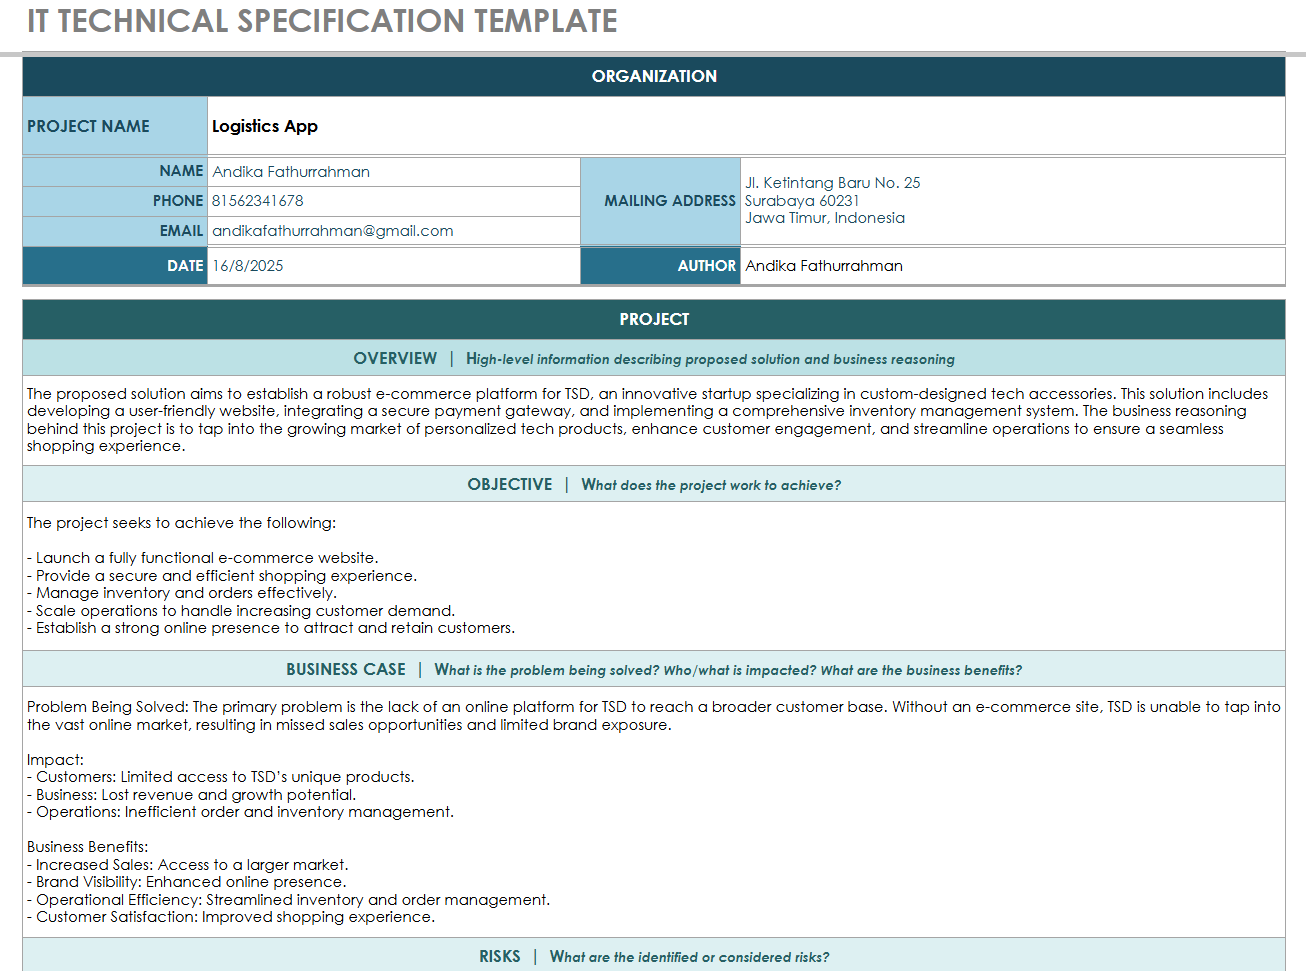 IT TECHNICAL SPECIFICATION TEMPLATE
ORGANIZATION
PROJECT NAME Logistics App
NAME Andika Fathurrahman
PHONE 81562341678
EMAIL andikafathurrahman@gmail.com
MAILING ADDRESS
Jl. Ketintang Baru No. 25
Surabaya 60231
Jawa Timur, Indonesia
DATE 16/8/2025
AUTHOR Andika Fathurrahman
PROJECT
OVERVIEW | High-level information describing proposed solution and business reasoning
The proposed solution aims to establish a robust e-commerce platform for TSD, an innovative startup specializing in custom-designed tech accessories. This solution includes
developing a user-friendly website, integrating a secure payment gateway, and implementing a comprehensive inventory management system. The business reasoning
behind this project is to tap into the growing market of personalized tech products, enhance customer engagement, and streamline operations to ensure a seamless
shopping experience.
OBJECTIVE | What does the project work to achieve?
The project seeks to achieve the following:
- Launch a fully functional e-commerce website.
- Provide a secure and efficient shopping experience.
- Manage inventory and orders effectively.
- Scale operations to handle increasing customer demand.
- Establish a strong online presence to attract and retain customers.
BUSINESS CASE | What is the problem being solved? Who/what is impacted? What are the business benefits?
Problem Being Solved: The primary problem is the lack of an online platform for TSD to reach a broader customer base. Without an e-commerce site, TSD is unable to tap into
the vast online market, resulting in missed sales opportunities and limited brand exposure.
Impact:
- Customers: Limited access to TSD’s unique products.
- Business: Lost revenue and growth potential.
- Operations: Inefficient order and inventory management.
Business Benefits:
- Increased Sales: Access to a larger market.
- Brand Visibility: Enhanced online presence.
- Operational Efficiency: Streamlined inventory and order management.
- Customer Satisfaction: Improved shopping experience.
RISKS | What are the identified or considered risks?